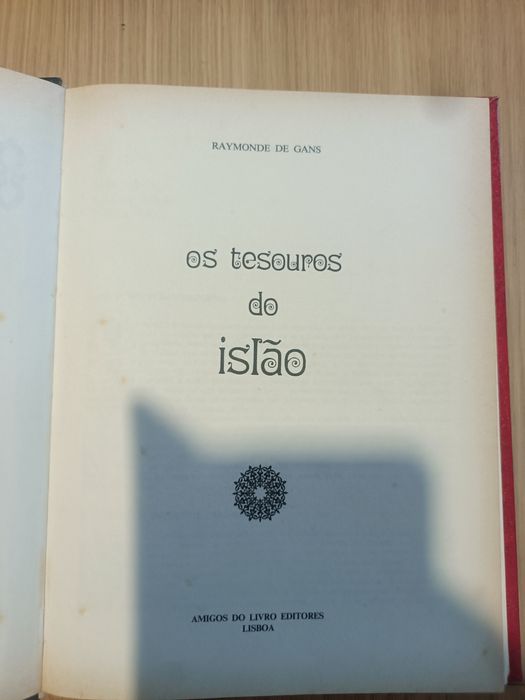 RAYMONDE DE GANS
os tesouros
do
islão
AMIGOS DO LIVRO EDITORES
LISBOA